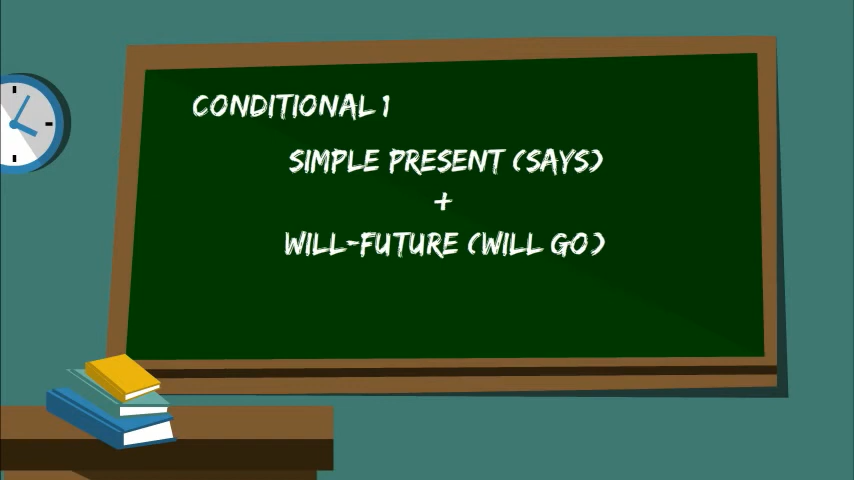 CONDITIONAL 1
SIMPLE PRESENT (SAYS)
+
WILL-FUTURE (WILL GO)